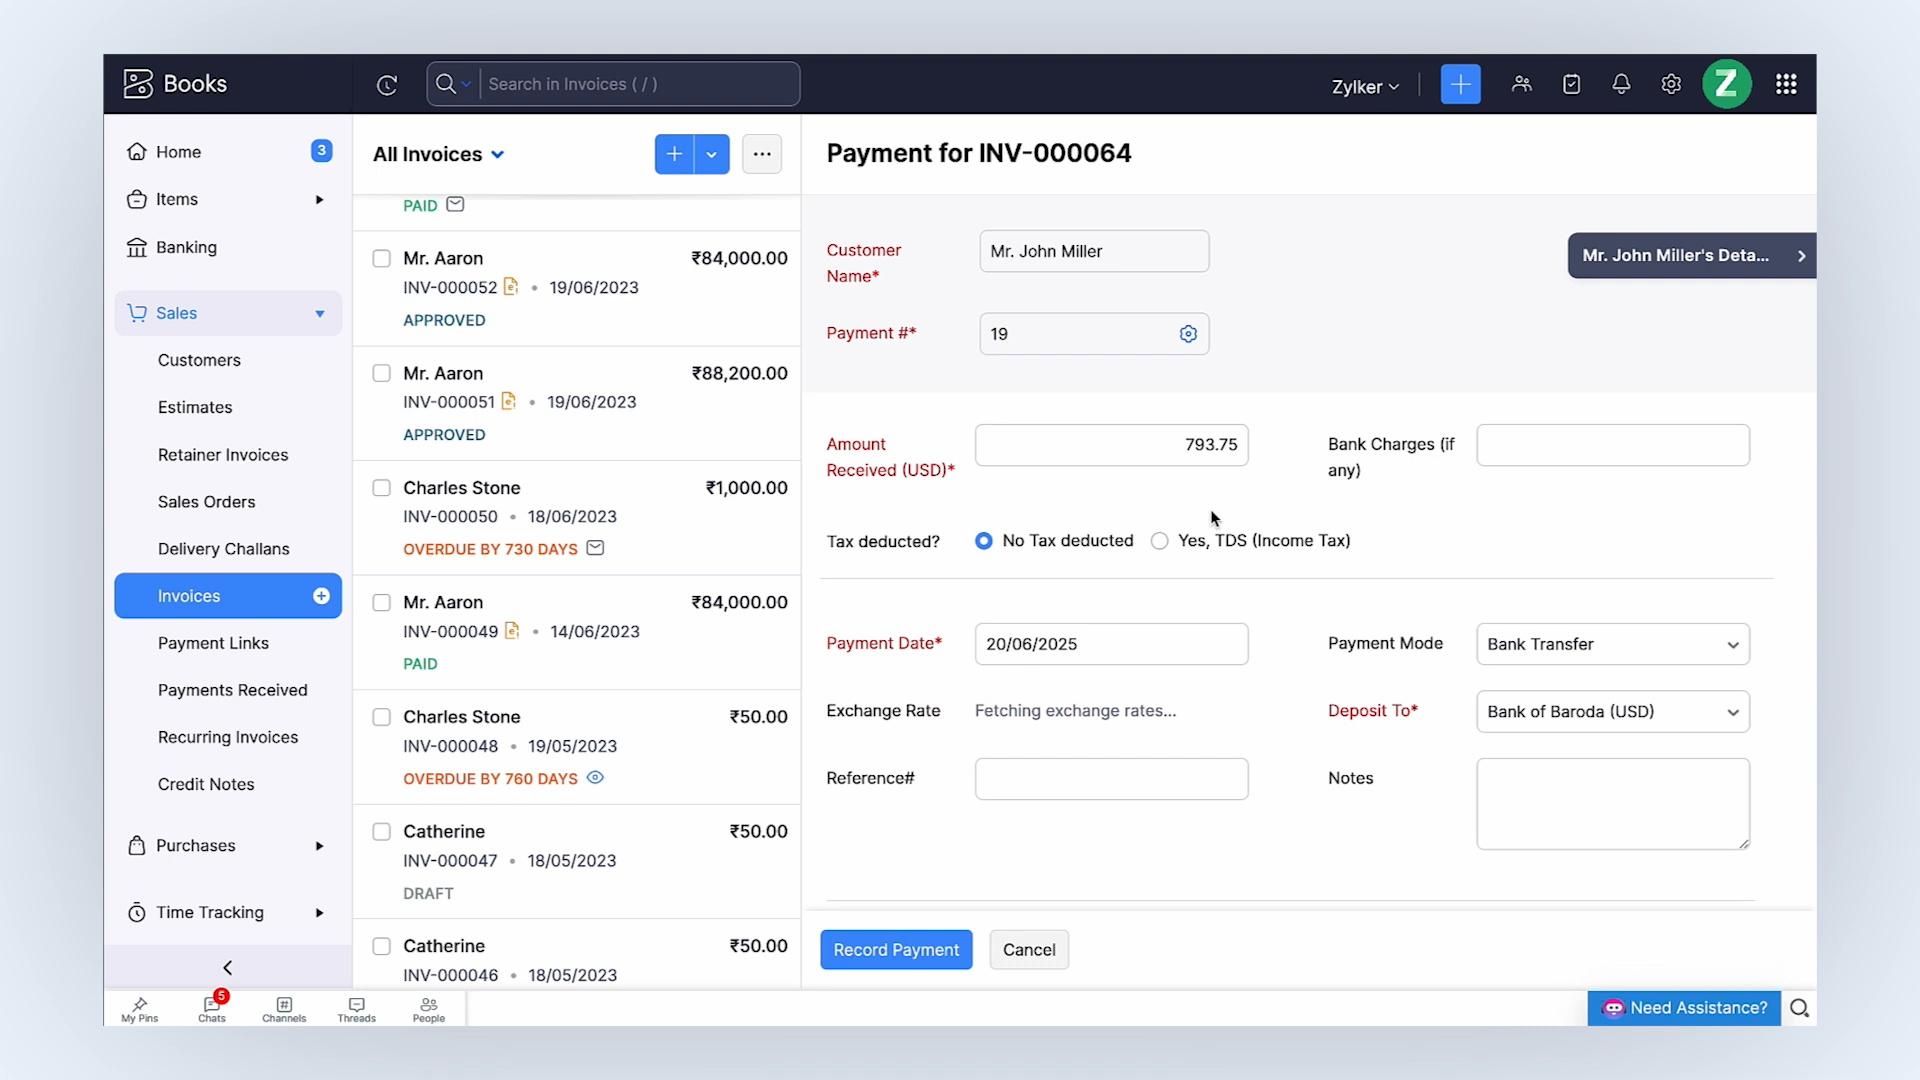 Books
Search in Invoices ( / )
Zylker
Z
Home
3
Items
Banking
Sales
Customers
Estimates
Retainer Invoices
Sales Orders
Delivery Challans
Invoices
Payment Links
Payments Received
Recurring Invoices
Credit Notes
Purchases
Time Tracking
All Invoices
PAID
Mr. Aaron ₹84,000.00
INV-000052 • 19/06/2023
APPROVED
Mr. Aaron ₹88,200.00
INV-000051 • 19/06/2023
APPROVED
Charles Stone ₹1,000.00
INV-000050 • 18/06/2023
OVERDUE BY 730 DAYS
Mr. Aaron ₹84,000.00
INV-000049 • 14/06/2023
PAID
Charles Stone ₹50.00
INV-000048 • 19/05/2023
OVERDUE BY 760 DAYS
Catherine ₹50.00
INV-000047 • 18/05/2023
DRAFT
Catherine ₹50.00
INV-000046 • 18/05/2023
Payment for INV-000064
Customer
Name*
Mr. John Miller
Mr. John Miller's Deta...
Payment #*
19
Amount
Received (USD)*
793.75
Bank Charges (if
any)
Tax deducted?
No Tax deducted
Yes, TDS (Income Tax)
Payment Date*
20/06/2025
Payment Mode
Bank Transfer
Exchange Rate
Fetching exchange rates...
Deposit To*
Bank of Baroda (USD)
Reference#
Notes
Record Payment
Cancel
My Pins
5
Chats
Channels
Threads
People
Need Assistance?